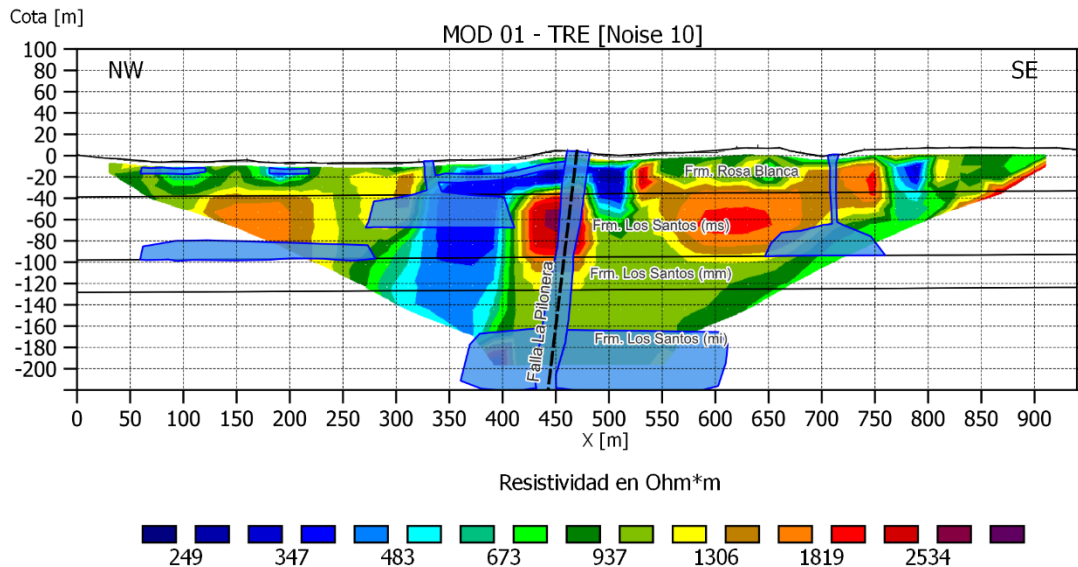 Cota [m]
MOD 01 - TRE [Noise 10]
100
80
60
40
20
0
-20
-40
-60
-80
-100
-120
-140
-160
-180
-200
NW
SE
Frm. Rosa Blanca
Frm. Los Santos (ms)
Frm. Los Santos (mm)
Frm. Los Santos (mi)
Falla La Pilonera
0 50 100 150 200 250 300 350 400 450 500 550 600 650 700 750 800 850 900
X [m]
Resistividad en Ohm*m
249 347 483 673 937 1306 1819 2534